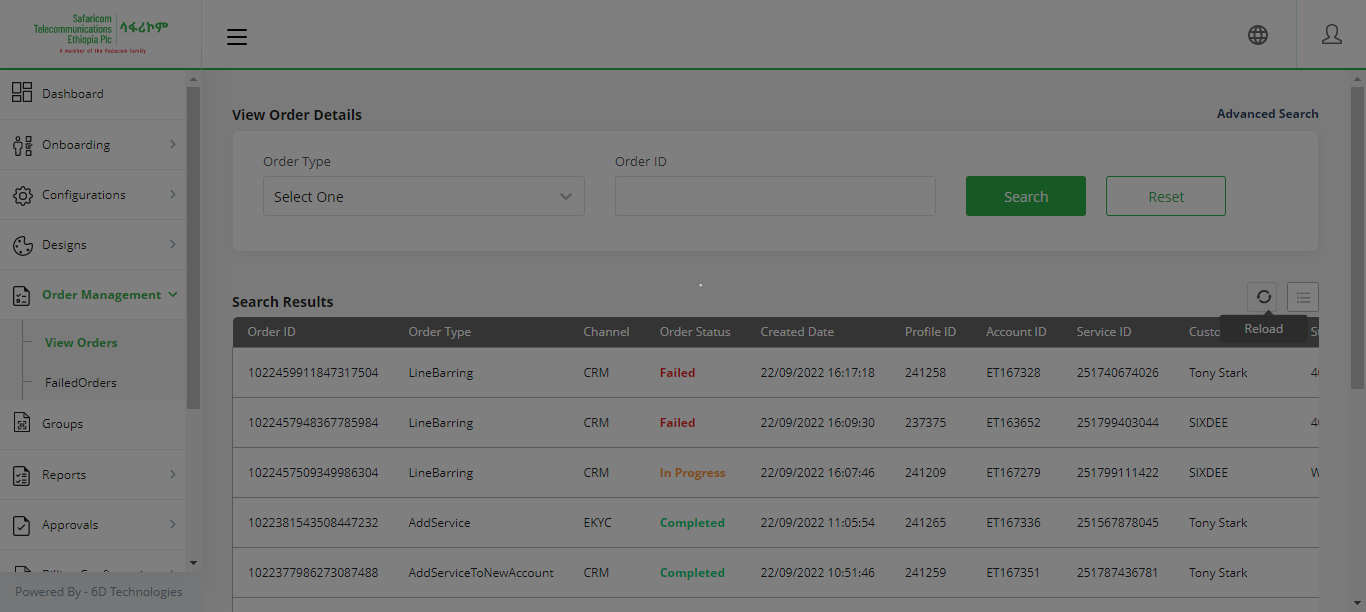 Safaricom
Telecommunications
Ethiopia Plc
ሳፋሪኮም
A member of the Vodacom family
Dashboard
Onboarding
Configurations
Designs
Order Management
View Orders
FailedOrders
Groups
Reports
Approvals
Powered By - 6D Technologies
View Order Details
Advanced Search
Order Type
Order ID
Select One
Search
Reset
Search Results
Reload
Order ID Order Type Channel Order Status Created Date Profile ID Account ID Service ID Custo St
1022459911847317504 LineBarring CRM Failed 22/09/2022 16:17:18 241258 ET167328 251740674026 Tony Stark 40
1022457948367785984 LineBarring CRM Failed 22/09/2022 16:09:30 237375 ET163652 251799403044 SIXDEE 40
1022457509349986304 LineBarring CRM In Progress 22/09/2022 16:07:46 241209 ET167279 251799111422 SIXDEE W
1022381543508447232 AddService EKYC Completed 22/09/2022 11:05:54 241265 ET167336 251567878045 Tony Stark
1022377986273087488 AddServiceToNewAccount CRM Completed 22/09/2022 10:51:46 241259 ET167351 251787436781 Tony Stark